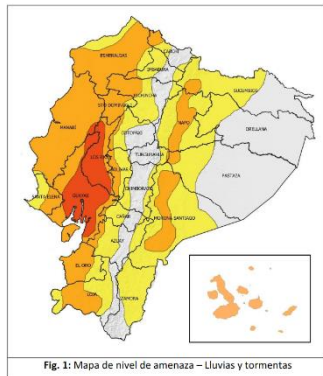 CARCHI
ESMERALDAS
IMBABURA
SUCUMBIOS
PICHINCHA
STO DOMINGO
NAPO
ORELLANA
MANABI
COTOPAXI
LOS RIOS
TUNGURAHUA
BOLIVAR
PASTAZA
CHIMBORAZO
SANTA ELENA
GUAYAS
MORONA SANTIAGO
CAÑAR
AZUAY
EL ORO
LOJA
ZAMORA
Fig. 1: Mapa de nivel de amenaza – Lluvias y tormentas